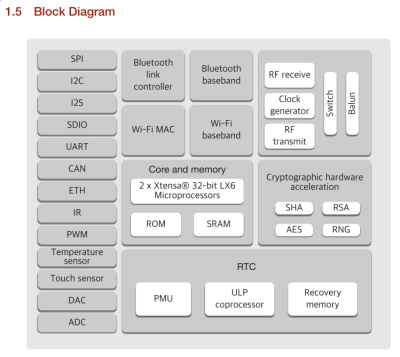 1.5 Block Diagram
SPI
I2C
I2S
SDIO
UART
CAN
ETH
IR
PWM
Temperature
sensor
Touch sensor
DAC
ADC
Bluetooth
link
controller
Bluetooth
baseband
Wi-Fi MAC
Wi-Fi
baseband
RF receive
Clock
generator
RF
transmit
Switch
Balun
Core and memory
2 x Xtensa® 32-bit LX6
Microprocessors
ROM
SRAM
Cryptographic hardware
acceleration
SHA
RSA
AES
RNG
RTC
PMU
ULP
coprocessor
Recovery
memory